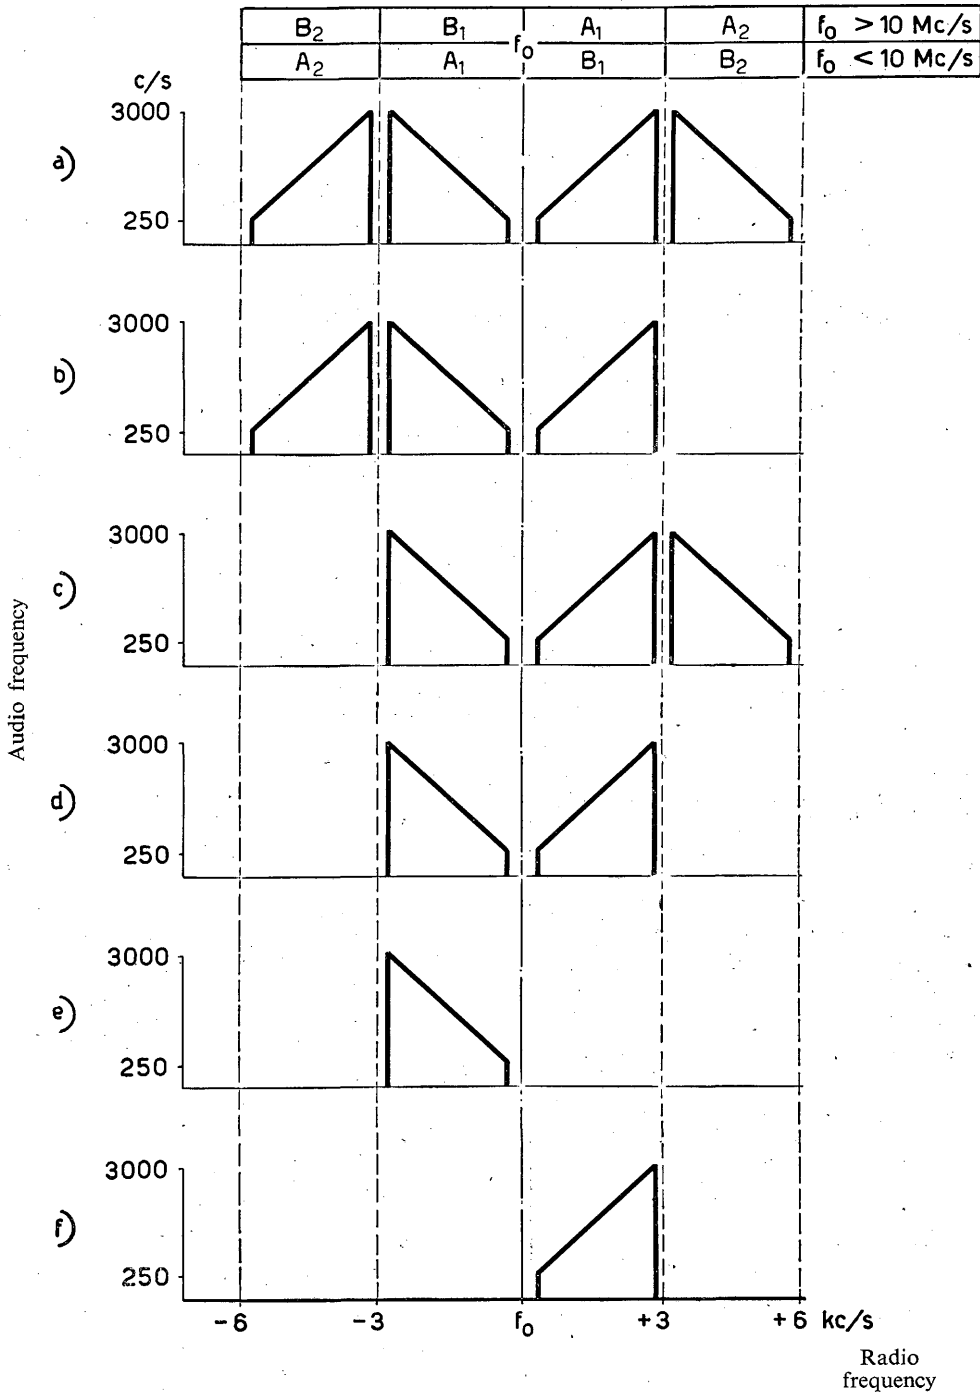 B₂ B₁ A₁ A₂ f₀ > 10 Mc/s
f₀
A₂ A₁ B₁ B₂ f₀ < 10 Mc/s
c/s
3000
a)
250
3000
b)
250
3000
c)
250
Audio frequency
3000
d)
250
3000
e)
250
3000
f)
250
-6 -3 f₀ +3 +6 kc/s
Radio
frequency